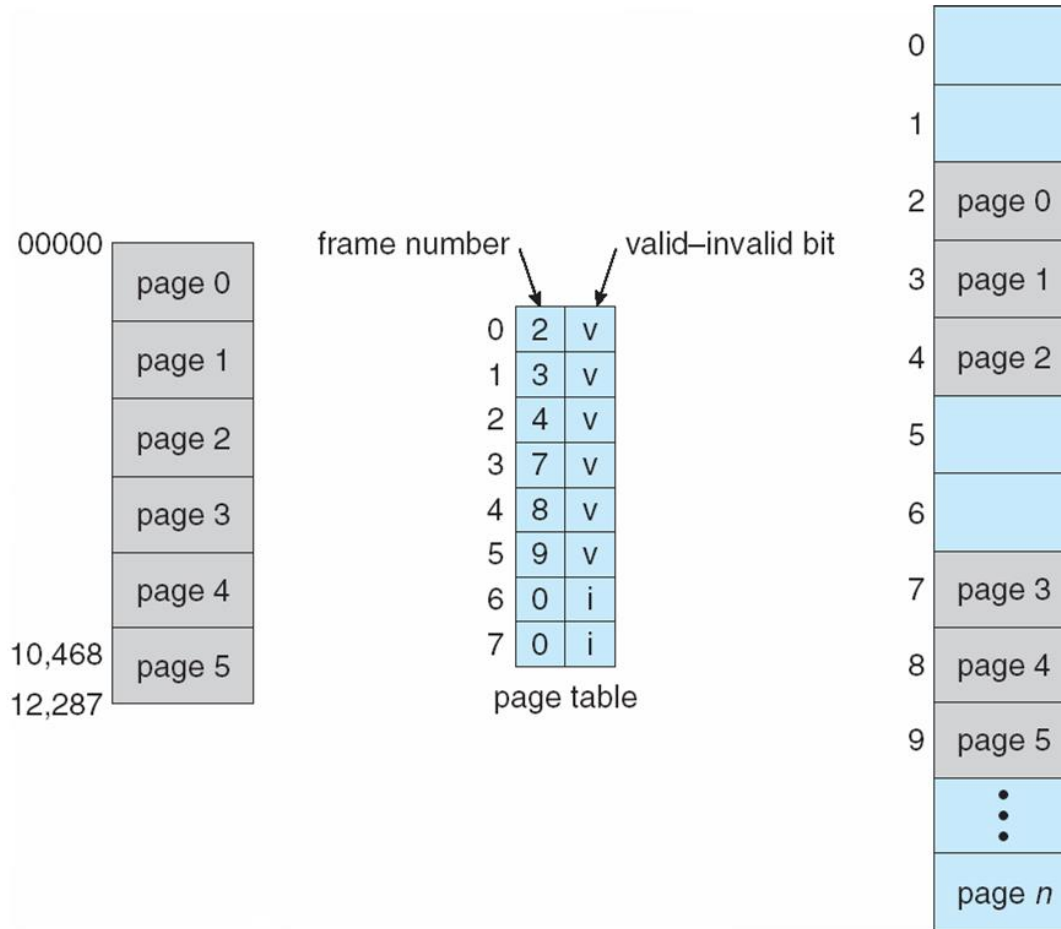 00000
page 0
page 1
page 2
page 3
page 4
10,468
page 5
12,287
frame number
valid–invalid bit
0 2 v
1 3 v
2 4 v
3 7 v
4 8 v
5 9 v
6 0 i
7 0 i
page table
0
1
2 page 0
3 page 1
4 page 2
5
6
7 page 3
8 page 4
9 page 5
page n